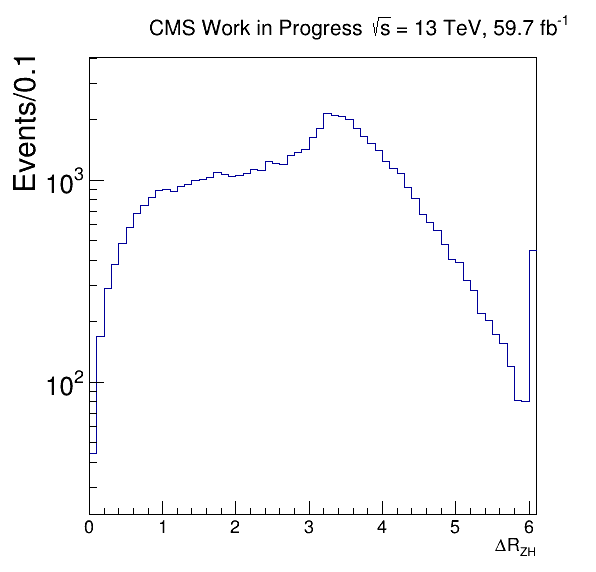 CMS Work in Progress √s = 13 TeV, 59.7 fb⁻¹
Events/0.1
10³
10²
0 1 2 3 4 5 6
ΔR_ZH